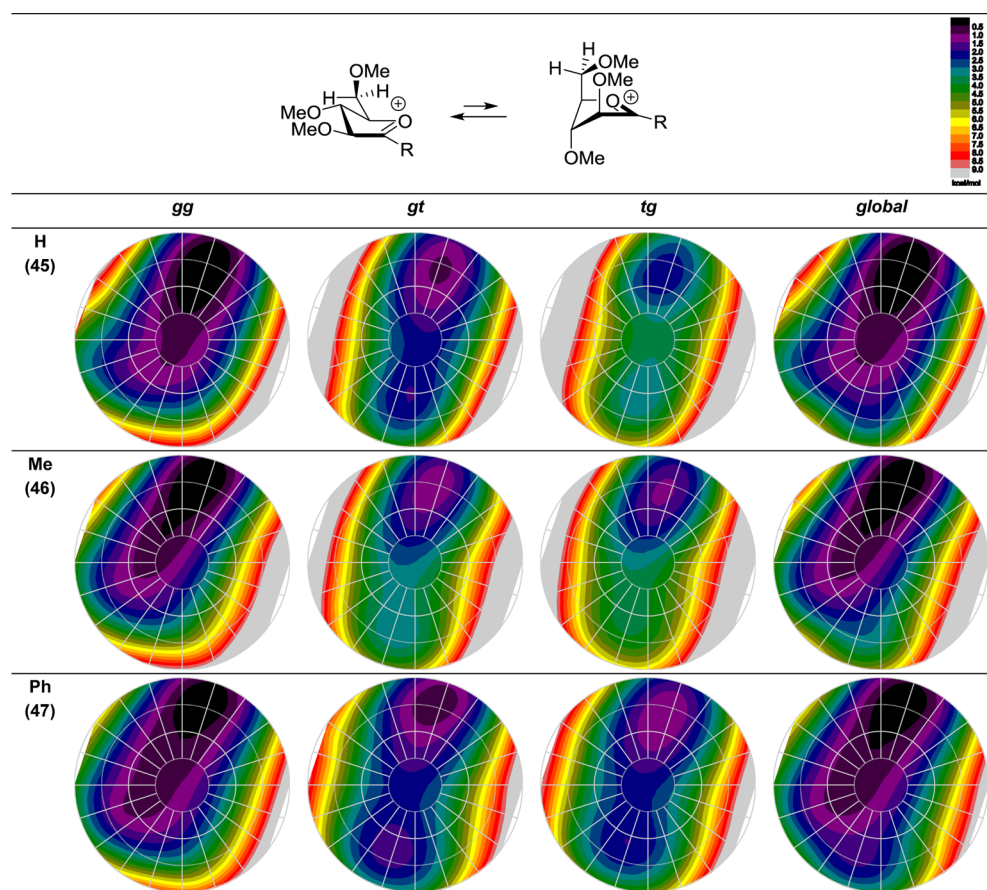 OMe
H H
MeO ⊕
O
MeO
R
H
H OMe
OMe
O ⊕
R
OMe
0.5
1.0
1.5
2.0
2.5
3.0
3.5
4.0
4.5
5.0
5.5
6.0
6.5
7.0
7.5
8.0
8.5
9.0
kcal/mol
gg gt tg global
H
(45)
Me
(46)
Ph
(47)